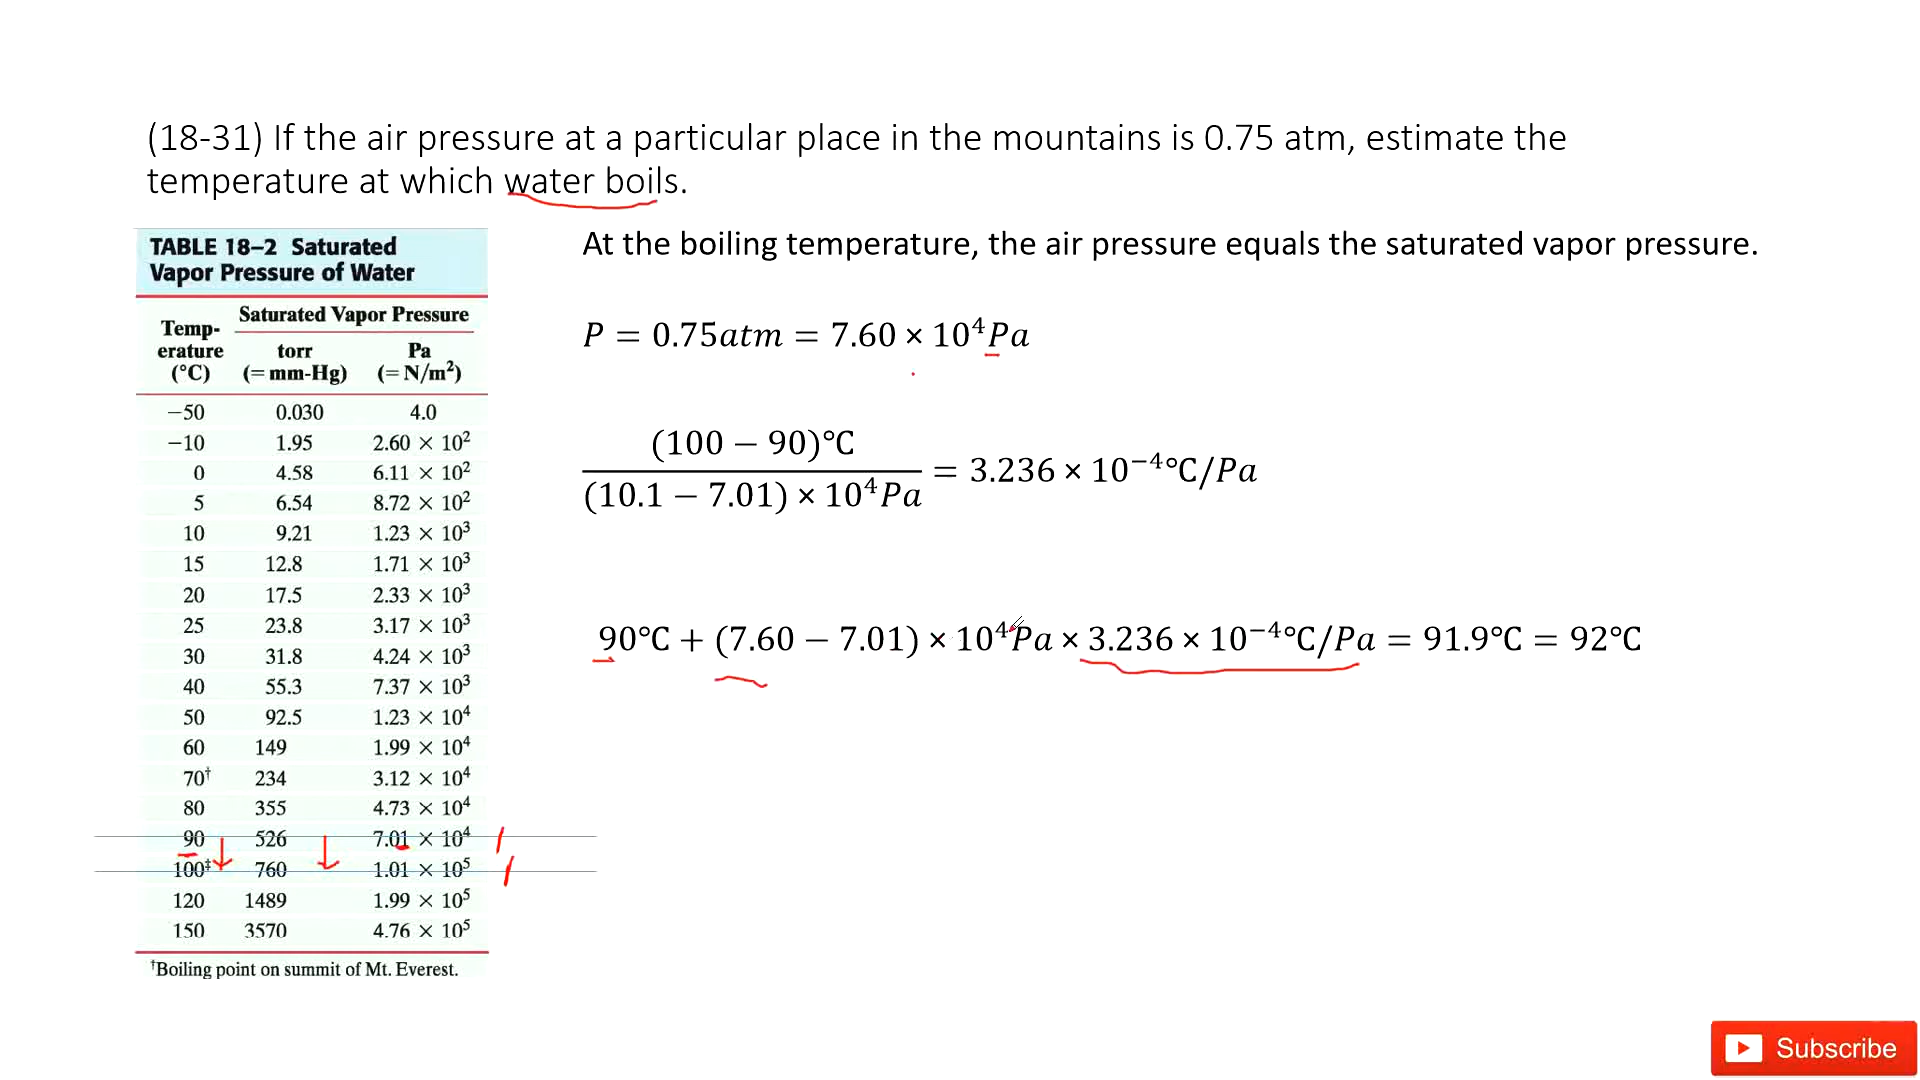 (18-31) If the air pressure at a particular place in the mountains is 0.75 atm, estimate the
temperature at which water boils.
TABLE 18–2 Saturated
Vapor Pressure of Water
Saturated Vapor Pressure
Temp-
erature
(°C)
torr
(= mm-Hg)
Pa
(= N/m²)
−50 0.030 4.0
−10 1.95 2.60 × 10²
0 4.58 6.11 × 10²
5 6.54 8.72 × 10²
10 9.21 1.23 × 10³
15 12.8 1.71 × 10³
20 17.5 2.33 × 10³
25 23.8 3.17 × 10³
30 31.8 4.24 × 10³
40 55.3 7.37 × 10³
50 92.5 1.23 × 10⁴
60 149 1.99 × 10⁴
70† 234 3.12 × 10⁴
80 355 4.73 × 10⁴
90 526 7.01 × 10⁴
100‡ 760 1.01 × 10⁵
120 1489 1.99 × 10⁵
150 3570 4.76 × 10⁵
†Boiling point on summit of Mt. Everest.
At the boiling temperature, the air pressure equals the saturated vapor pressure.
P = 0.75atm = 7.60 × 10⁴Pa
(100 − 90)°C
(10.1 − 7.01) × 10⁴Pa
= 3.236 × 10⁻⁴°C/Pa
90°C + (7.60 − 7.01) × 10⁴Pa × 3.236 × 10⁻⁴°C/Pa = 91.9°C = 92°C
Subscribe